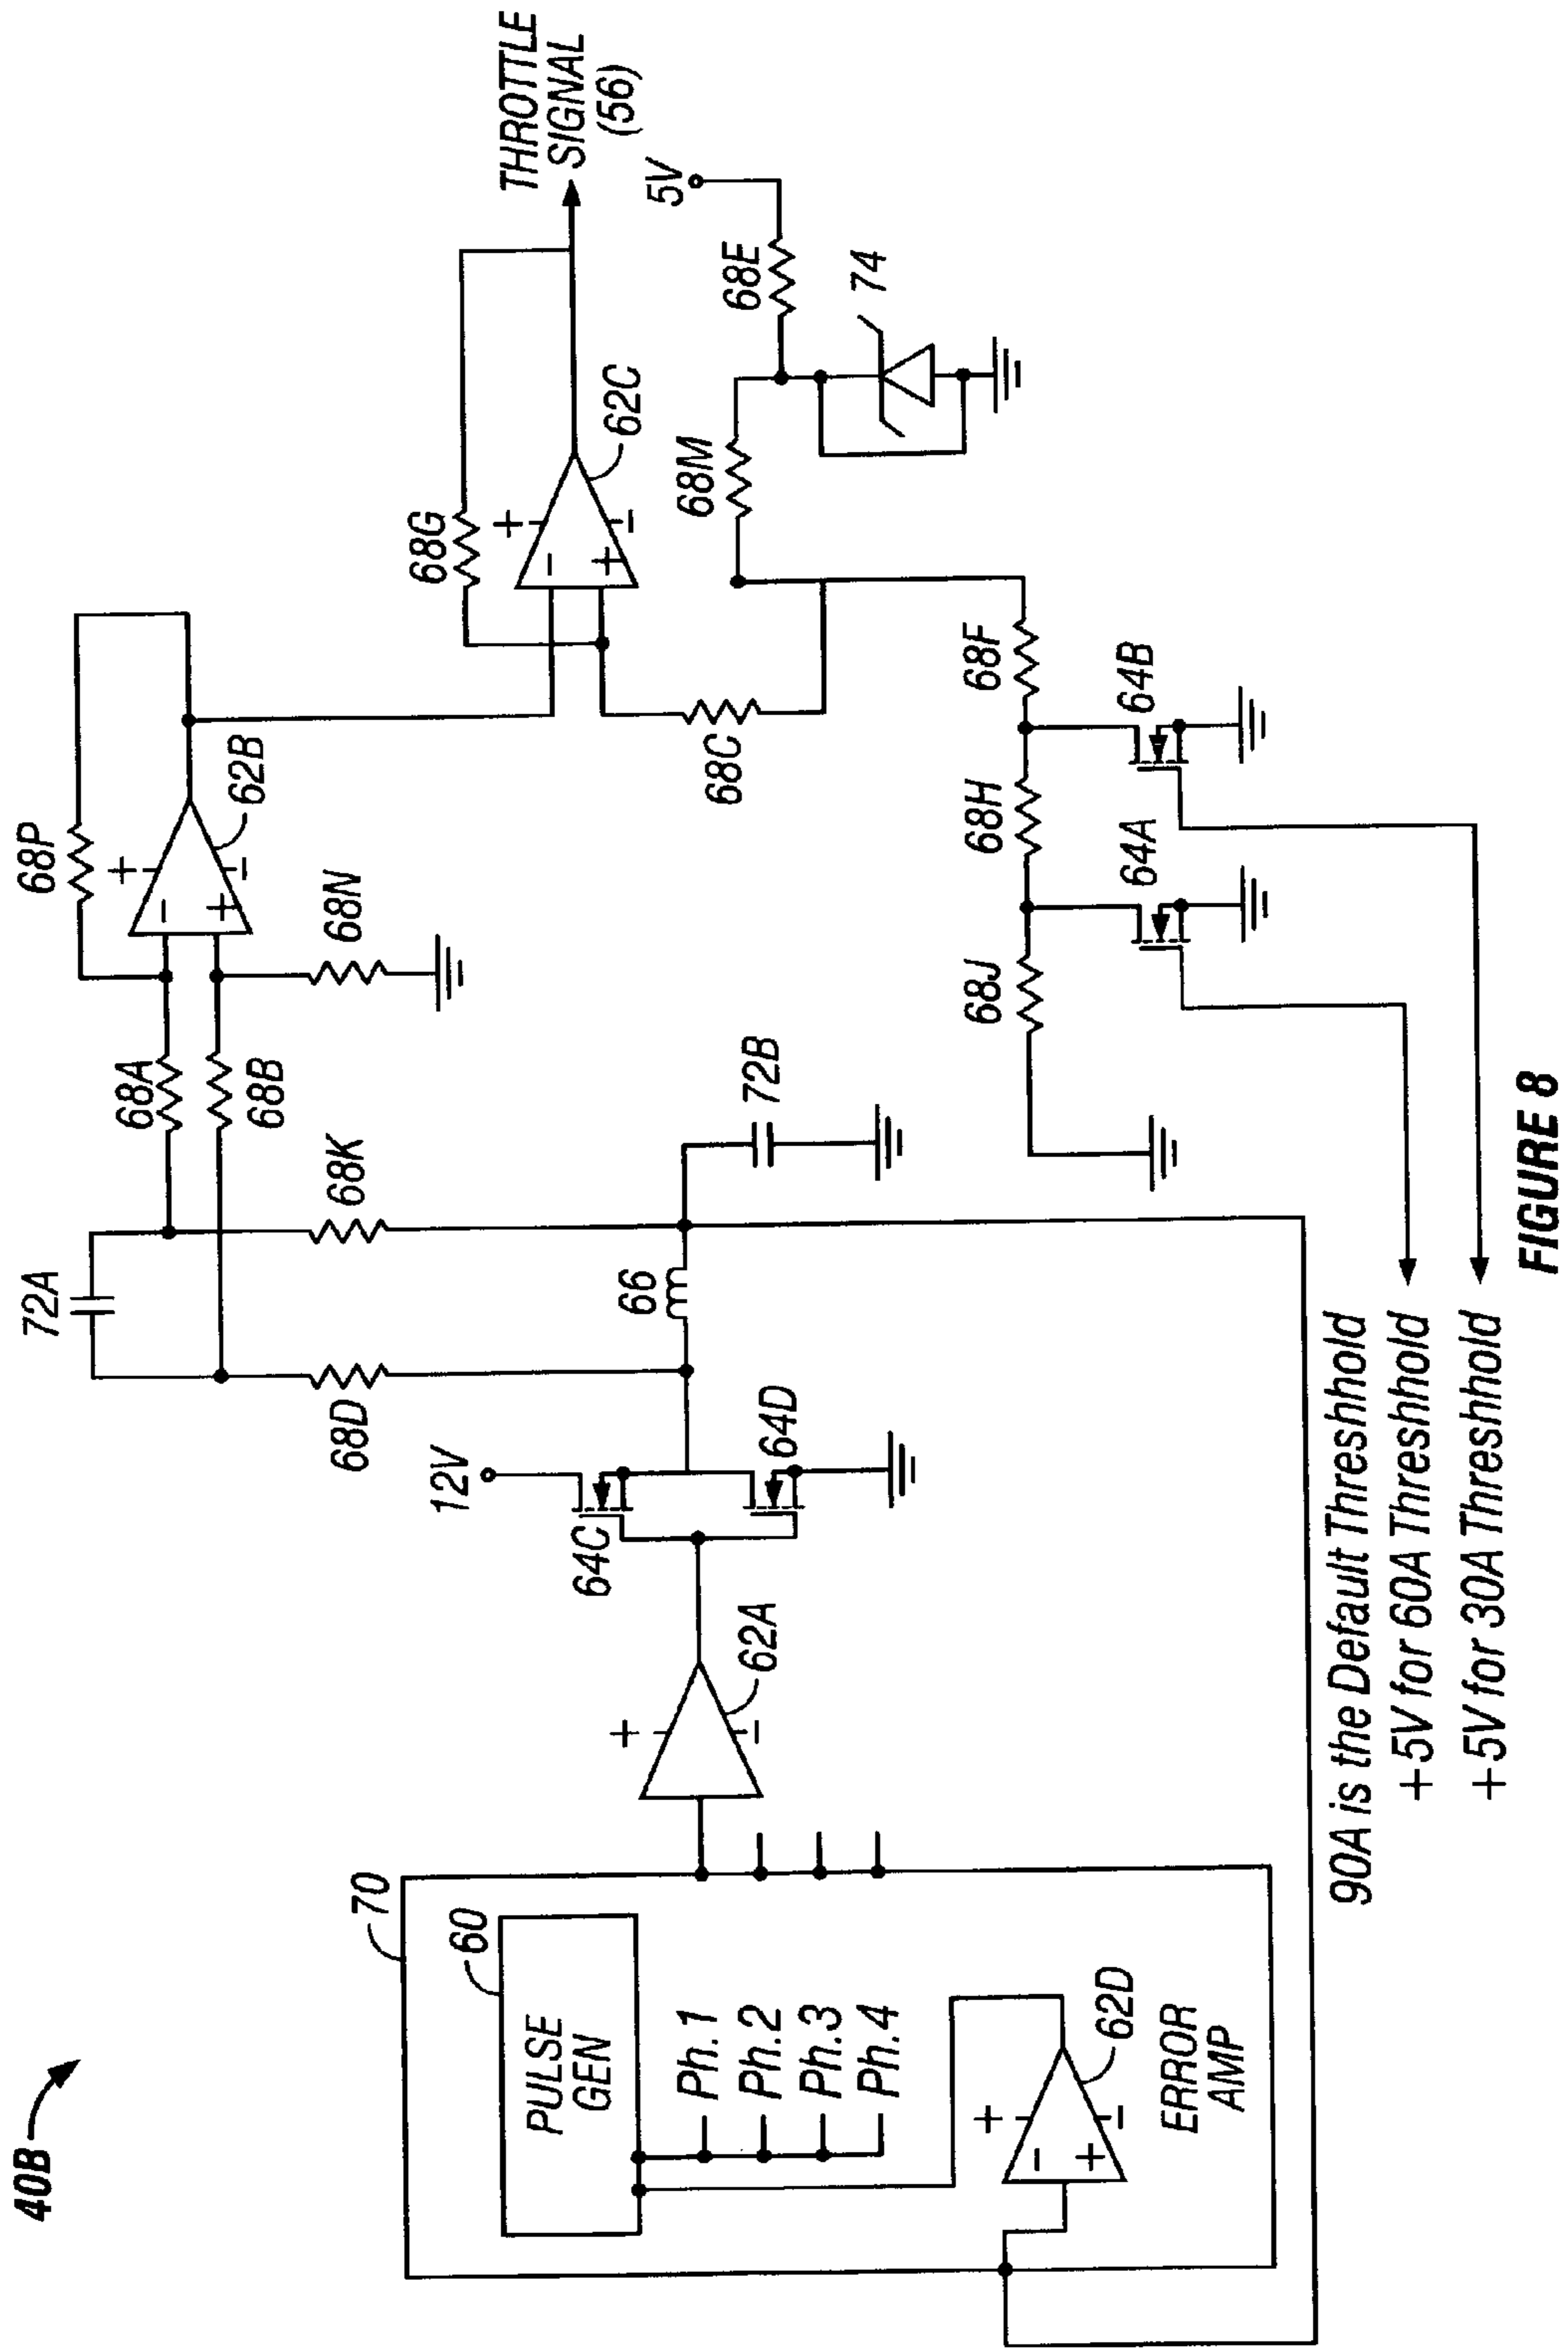 40B
70
60
PULSE
GEN
Ph.1
Ph.2
Ph.3
Ph.4
+
-
-
+
62D
ERROR
AMP
+
-
62A
12V
64C
64D
68D
72A
66
68K
72B
68A
68B
68P
+
-
-
+
62B
68N
68G
+
-
-
+
62C
THROTTLE
SIGNAL
(56)
5V
68E
74
68M
68C
68F
68H
68J
64B
64A
90A is the Default Threshhold
+5V for 60A Threshhold
+5V for 30A Threshhold
FIGURE 8